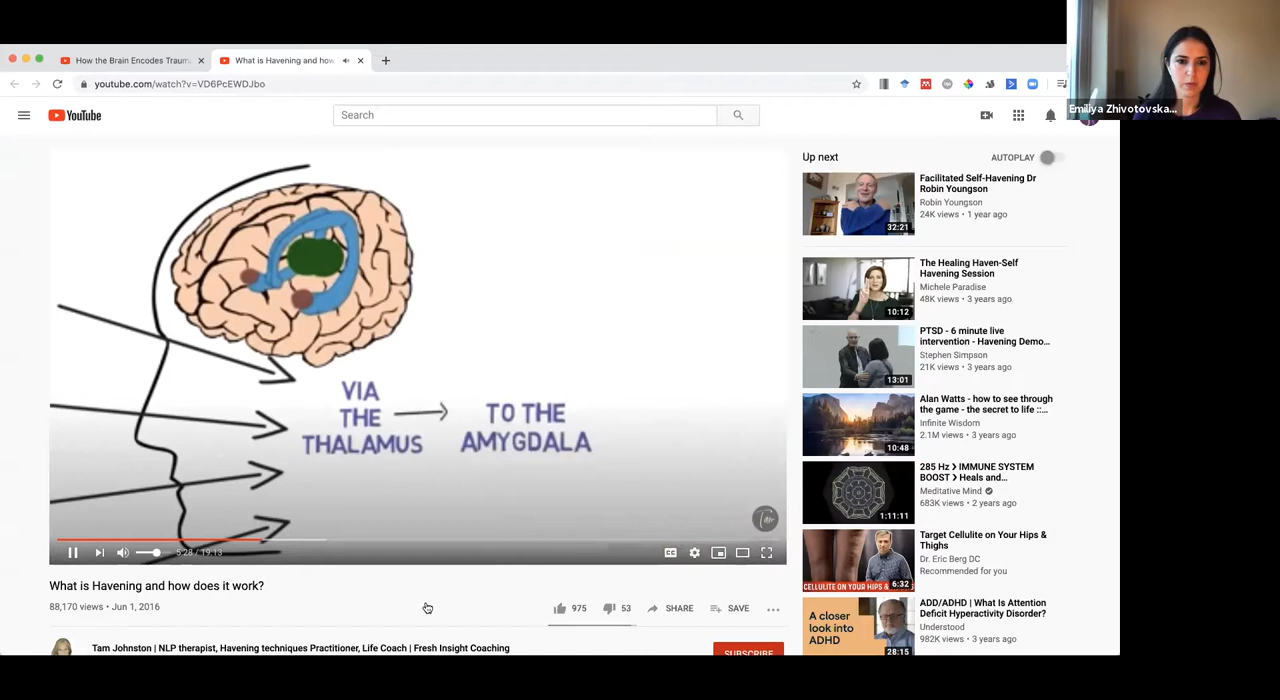 How the Brain Encodes Traum
What is Havening and how
youtube.com/watch?v=VD6PcEWDJbo
Emiliya Zhivotovska...
YouTube
Search
VIA
THE
THALAMUS
TO THE
AMYGDALA
5:28 / 19:13
CC
What is Havening and how does it work?
88,170 views • Jun 1, 2016
975
53
SHARE
SAVE
Tam Johnston | NLP therapist, Havening techniques Practitioner, Life Coach | Fresh Insight Coaching
SUBSCRIBE
Up next
AUTOPLAY
32:21
Facilitated Self-Havening Dr
Robin Youngson
Robin Youngson
24K views • 1 year ago
10:12
The Healing Haven-Self
Havening Session
Michele Paradise
48K views • 3 years ago
13:01
PTSD - 6 minute live
intervention - Havening Demo...
Stephen Simpson
21K views • 3 years ago
10:48
Alan Watts - how to see through
the game - the secret to life ::...
Infinite Wisdom
2.1M views • 3 years ago
1:11:11
285 Hz ❯ IMMUNE SYSTEM
BOOST ❯ Heals and...
Meditative Mind
683K views • 2 years ago
CELLULITE ON YOUR HIPS &
6:32
Target Cellulite on Your Hips &
Thighs
Dr. Eric Berg DC
Recommended for you
A closer
look into
ADHD
28:15
ADD/ADHD | What Is Attention
Deficit Hyperactivity Disorder?
Understood
982K views • 3 years ago